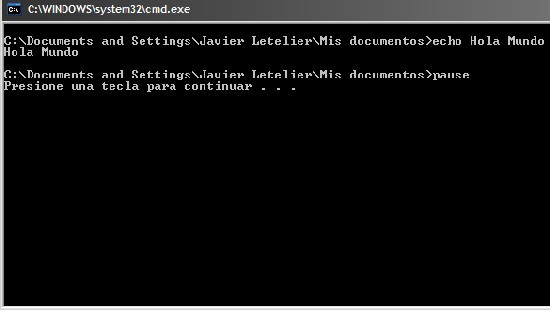 C:\WINDOWS\system32\cmd.exe
C:\Documents and Settings\Javier Letelier\Mis documentos>echo Hola Mundo
Hola Mundo
C:\Documents and Settings\Javier Letelier\Mis documentos>pause
Presione una tecla para continuar . . .